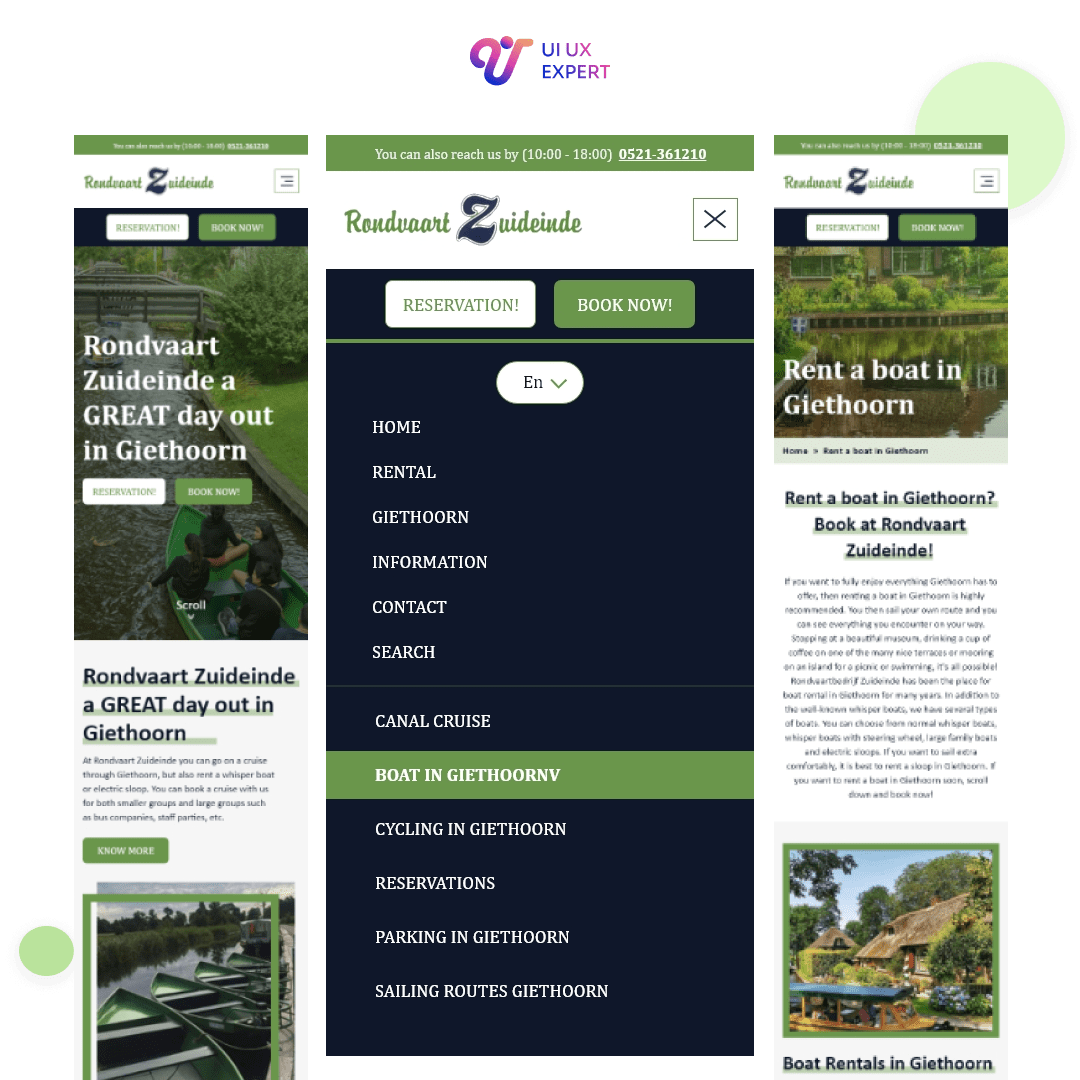 UI UX
EXPERT
You can also reach us by (10:00 - 18:00) 0521-361210
Rondvaart Zuideinde
RESERVATION!
BOOK NOW!
Rondvaart
Zuideinde a
GREAT day out
in Giethoorn
RESERVATION!
BOOK NOW!
Scroll
Rondvaart Zuideinde
a GREAT day out in
Giethoorn
At Rondvaart Zuideinde you can go on a cruise
through Giethoorn, but also rent a whisper boat
or electric sloop. You can book a cruise with us
for both smaller groups and large groups such
as bus companies, staff parties, etc.
KNOW MORE
You can also reach us by (10:00 - 18:00) 0521-361210
Rondvaart Zuideinde
RESERVATION!
BOOK NOW!
En
HOME
RENTAL
GIETHOORN
INFORMATION
CONTACT
SEARCH
CANAL CRUISE
BOAT IN GIETHOORNV
CYCLING IN GIETHOORN
RESERVATIONS
PARKING IN GIETHOORN
SAILING ROUTES GIETHOORN
You can also reach us by (10:00 - 18:00) 0521-361210
Rondvaart Zuideinde
RESERVATION!
BOOK NOW!
Rent a boat in
Giethoorn
Home » Rent a boat in Giethoorn
Rent a boat in Giethoorn?
Book at Rondvaart
Zuideinde!
If you want to fully enjoy everything Giethoorn has to
offer, then renting a boat in Giethoorn is highly
recommended. You then sail your own route and you
can see everything you encounter on your way.
Stopping at a beautiful museum, drinking a cup of
coffee on one of the many nice terraces or mooring
on an island for a picnic or swimming, it's all possible!
Rondvaartbedrijf Zuideinde has been the place for
boat rental in Giethoorn for many years. In addition to
the well-known whisper boats, we have several types
of boats. You can choose from normal whisper boats,
whisper boats with steering wheel, large family boats
and electric sloops. If you want to sail extra
comfortably, it is best to rent a sloop in Giethoorn. If
you want to rent a boat in Giethoorn soon, scroll
down and book now!
Boat Rentals in Giethoorn